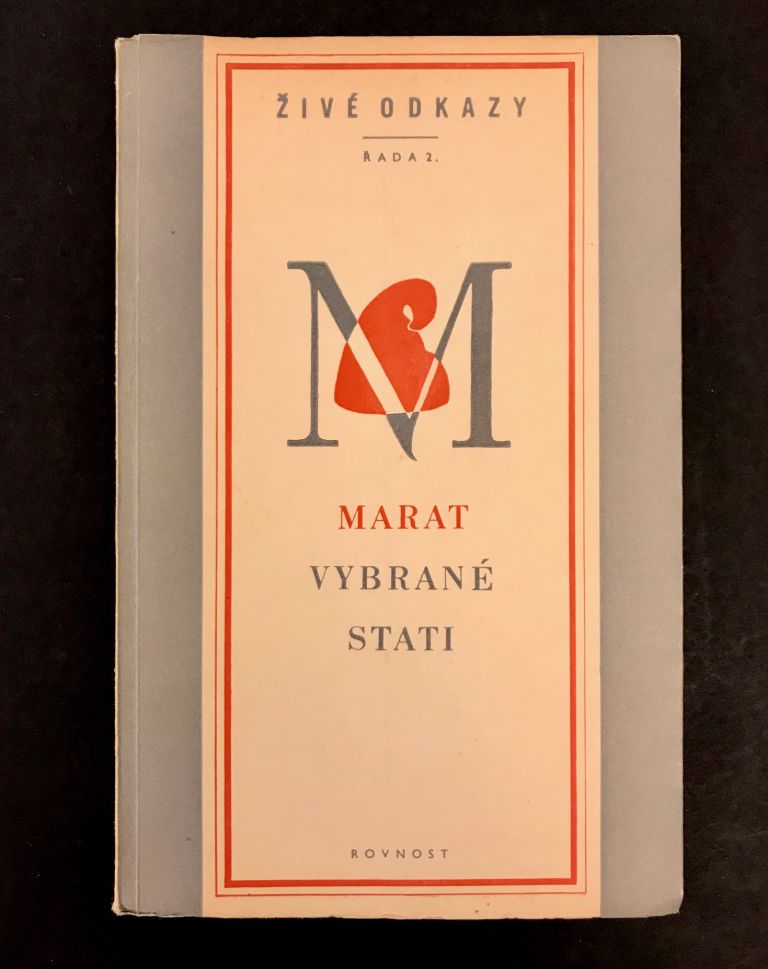 ŽIVÉ ODKAZY
ŘADA 2.
M
MARAT
VYBRANÉ
STATI
ROVNOST